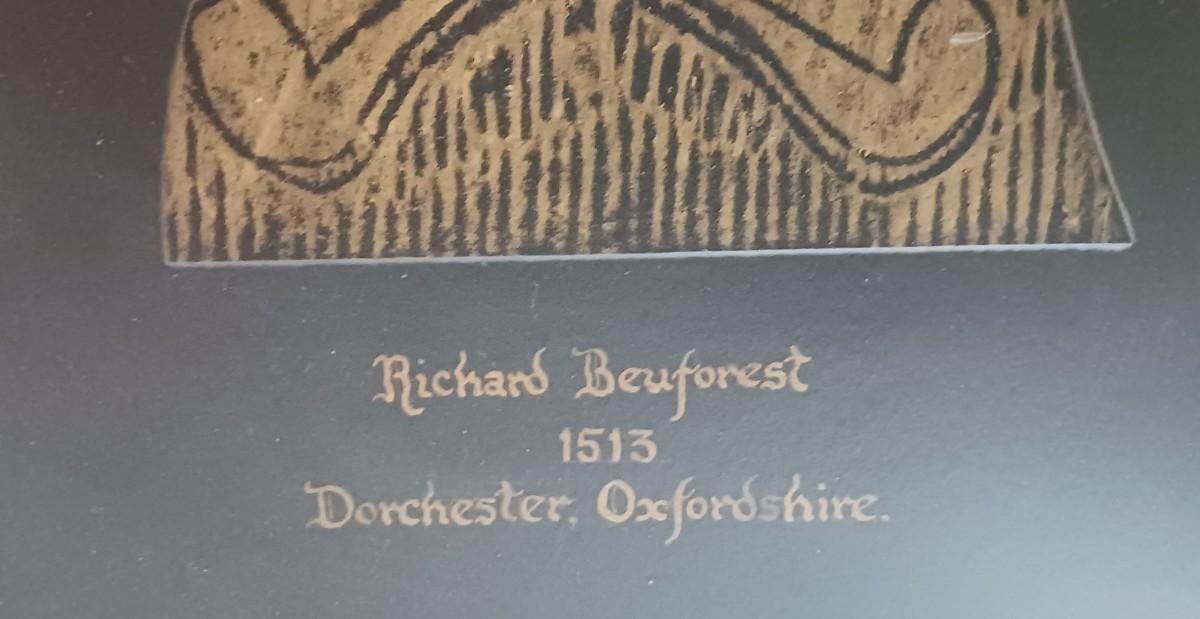 Richard Beuforest
1513
Dorchester, Oxfordshire.